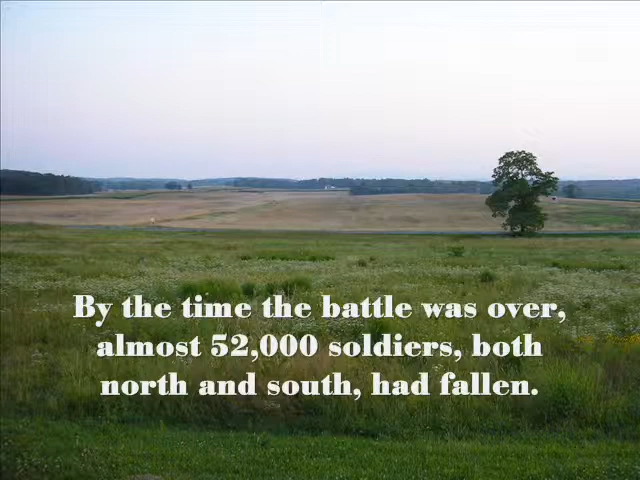 By the time the battle was over,
almost 52,000 soldiers, both
north and south, had fallen.